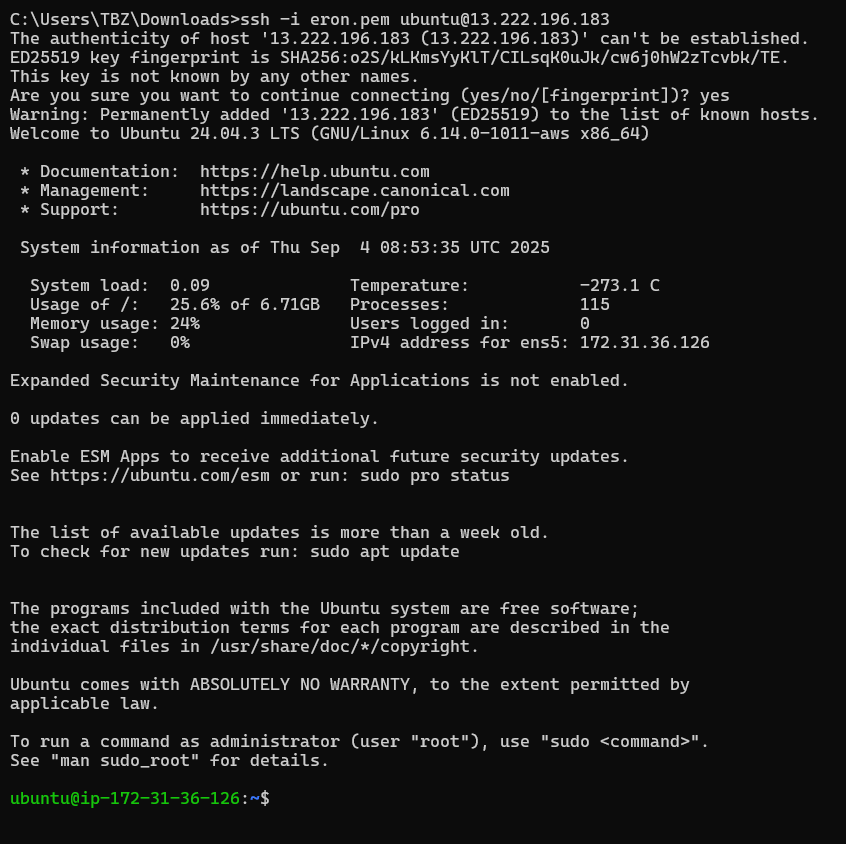 C:\Users\TBZ\Downloads>ssh -i eron.pem ubuntu@13.222.196.183
The authenticity of host '13.222.196.183 (13.222.196.183)' can't be established.
ED25519 key fingerprint is SHA256:o2S/kLKmsYyKlT/CILsqK0uJk/cw6j0hW2zTcvbk/TE.
This key is not known by any other names.
Are you sure you want to continue connecting (yes/no/[fingerprint])? yes
Warning: Permanently added '13.222.196.183' (ED25519) to the list of known hosts.
Welcome to Ubuntu 24.04.3 LTS (GNU/Linux 6.14.0-1011-aws x86_64)

 * Documentation:  https://help.ubuntu.com
 * Management:     https://landscape.canonical.com
 * Support:        https://ubuntu.com/pro

 System information as of Thu Sep  4 08:53:35 UTC 2025

  System load:  0.09              Temperature:           -273.1 C
  Usage of /:   25.6% of 6.71GB   Processes:             115
  Memory usage: 24%               Users logged in:       0
  Swap usage:   0%                IPv4 address for ens5: 172.31.36.126

Expanded Security Maintenance for Applications is not enabled.

0 updates can be applied immediately.

Enable ESM Apps to receive additional future security updates.
See https://ubuntu.com/esm or run: sudo pro status


The list of available updates is more than a week old.
To check for new updates run: sudo apt update


The programs included with the Ubuntu system are free software;
the exact distribution terms for each program are described in the
individual files in /usr/share/doc/*/copyright.

Ubuntu comes with ABSOLUTELY NO WARRANTY, to the extent permitted by
applicable law.

To run a command as administrator (user "root"), use "sudo <command>".
See "man sudo_root" for details.

ubuntu@ip-172-31-36-126:~$